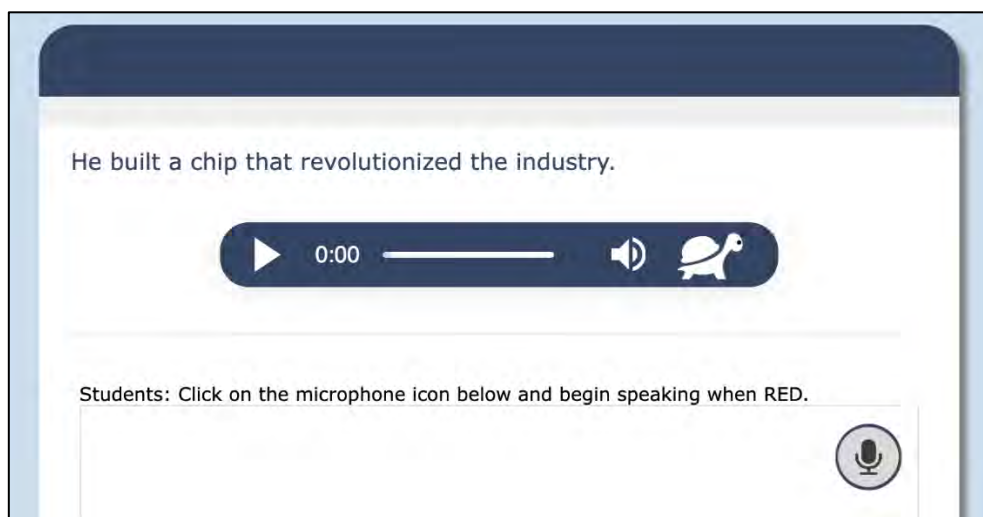 He built a chip that revolutionized the industry.
0:00
Students: Click on the microphone icon below and begin speaking when RED.